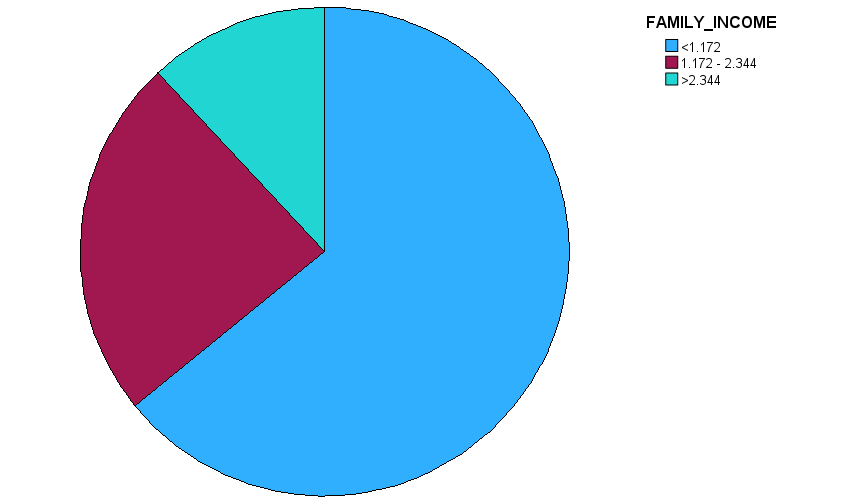 FAMILY_INCOME
<1.172
1.172 - 2.344
>2.344